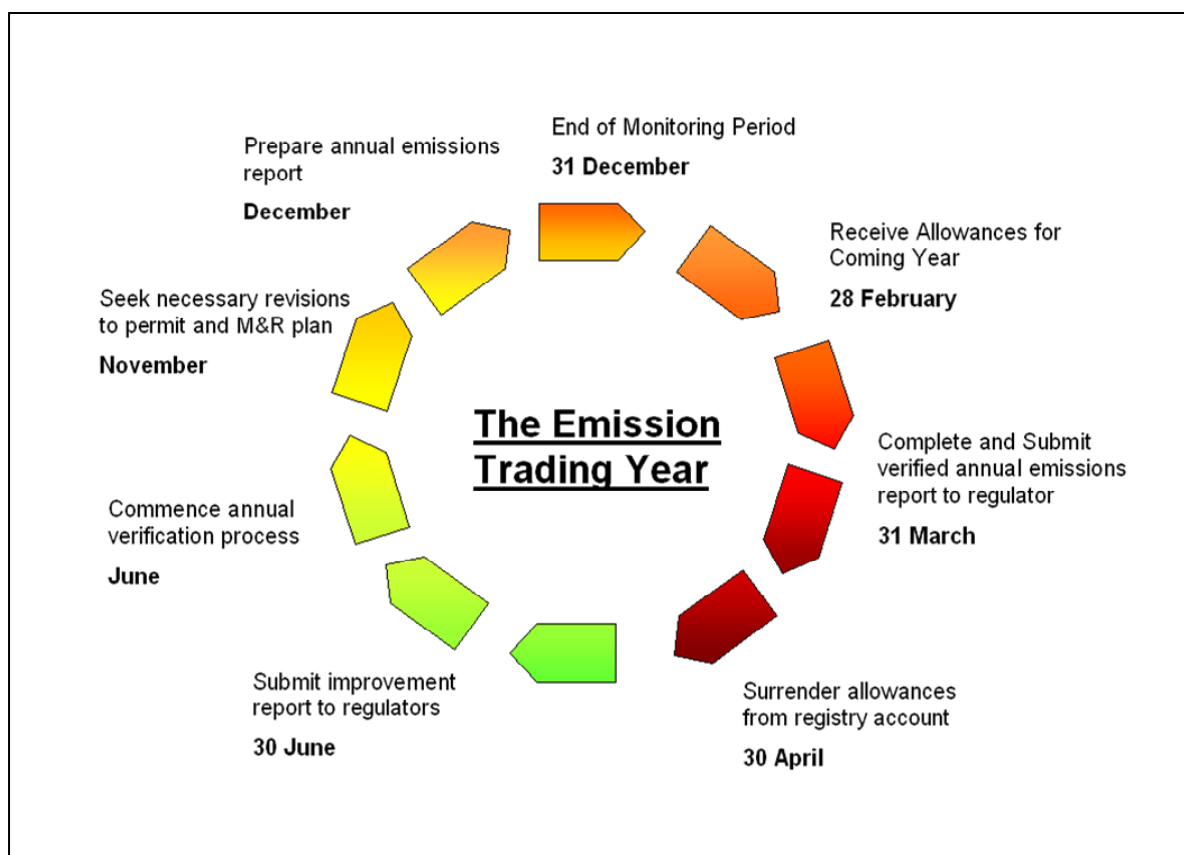 The Emission
Trading Year
End of Monitoring Period
31 December
Receive Allowances for
Coming Year
28 February
Complete and Submit
verified annual emissions
report to regulator
31 March
Surrender allowances
from registry account
30 April
Submit improvement
report to regulators
30 June
Commence annual
verification process
June
Seek necessary revisions
to permit and M&R plan
November
Prepare annual emissions
report
December